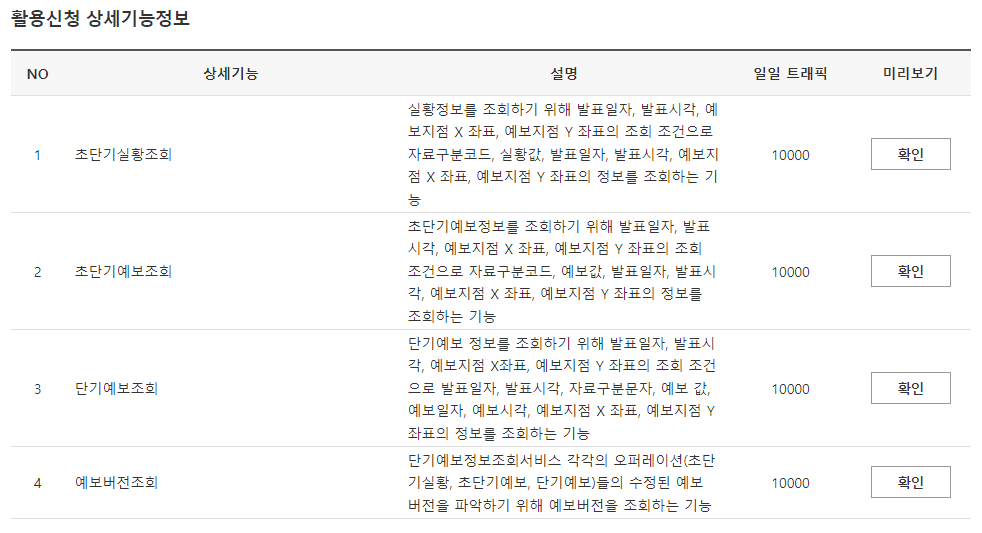 활용신청 상세기능정보
NO 상세기능 설명 일일 트래픽 미리보기
실황정보를 조회하기 위해 발표일자, 발표시각, 예
보지점 X 좌표, 예보지점 Y 좌표의 조회 조건으로
1 초단기실황조회 자료구분코드, 실황값, 발표일자, 발표시각, 예보지 10000 확인
점 X 좌표, 예보지점 Y 좌표의 정보를 조회하는 기
능
초단기예보정보를 조회하기 위해 발표일자, 발표
시각, 예보지점 X 좌표, 예보지점 Y 좌표의 조회
2 초단기예보조회 조건으로 자료구분코드, 예보값, 발표일자, 발표시 10000 확인
각, 예보지점 X 좌표, 예보지점 Y 좌표의 정보를
조회하는 기능
단기예보 정보를 조회하기 위해 발표일자, 발표시
각, 예보지점 X좌표, 예보지점 Y 좌표의 조회 조건
3 단기예보조회 으로 발표일자, 발표시각, 자료구분문자, 예보 값, 10000 확인
예보일자, 예보시각, 예보지점 X 좌표, 예보지점 Y
좌표의 정보를 조회하는 기능
단기예보정보조회서비스 각각의 오퍼레이션(초단
4 예보버전조회 기실황, 초단기예보, 단기예보)들의 수정된 예보 10000 확인
버전을 파악하기 위해 예보버전을 조회하는 기능